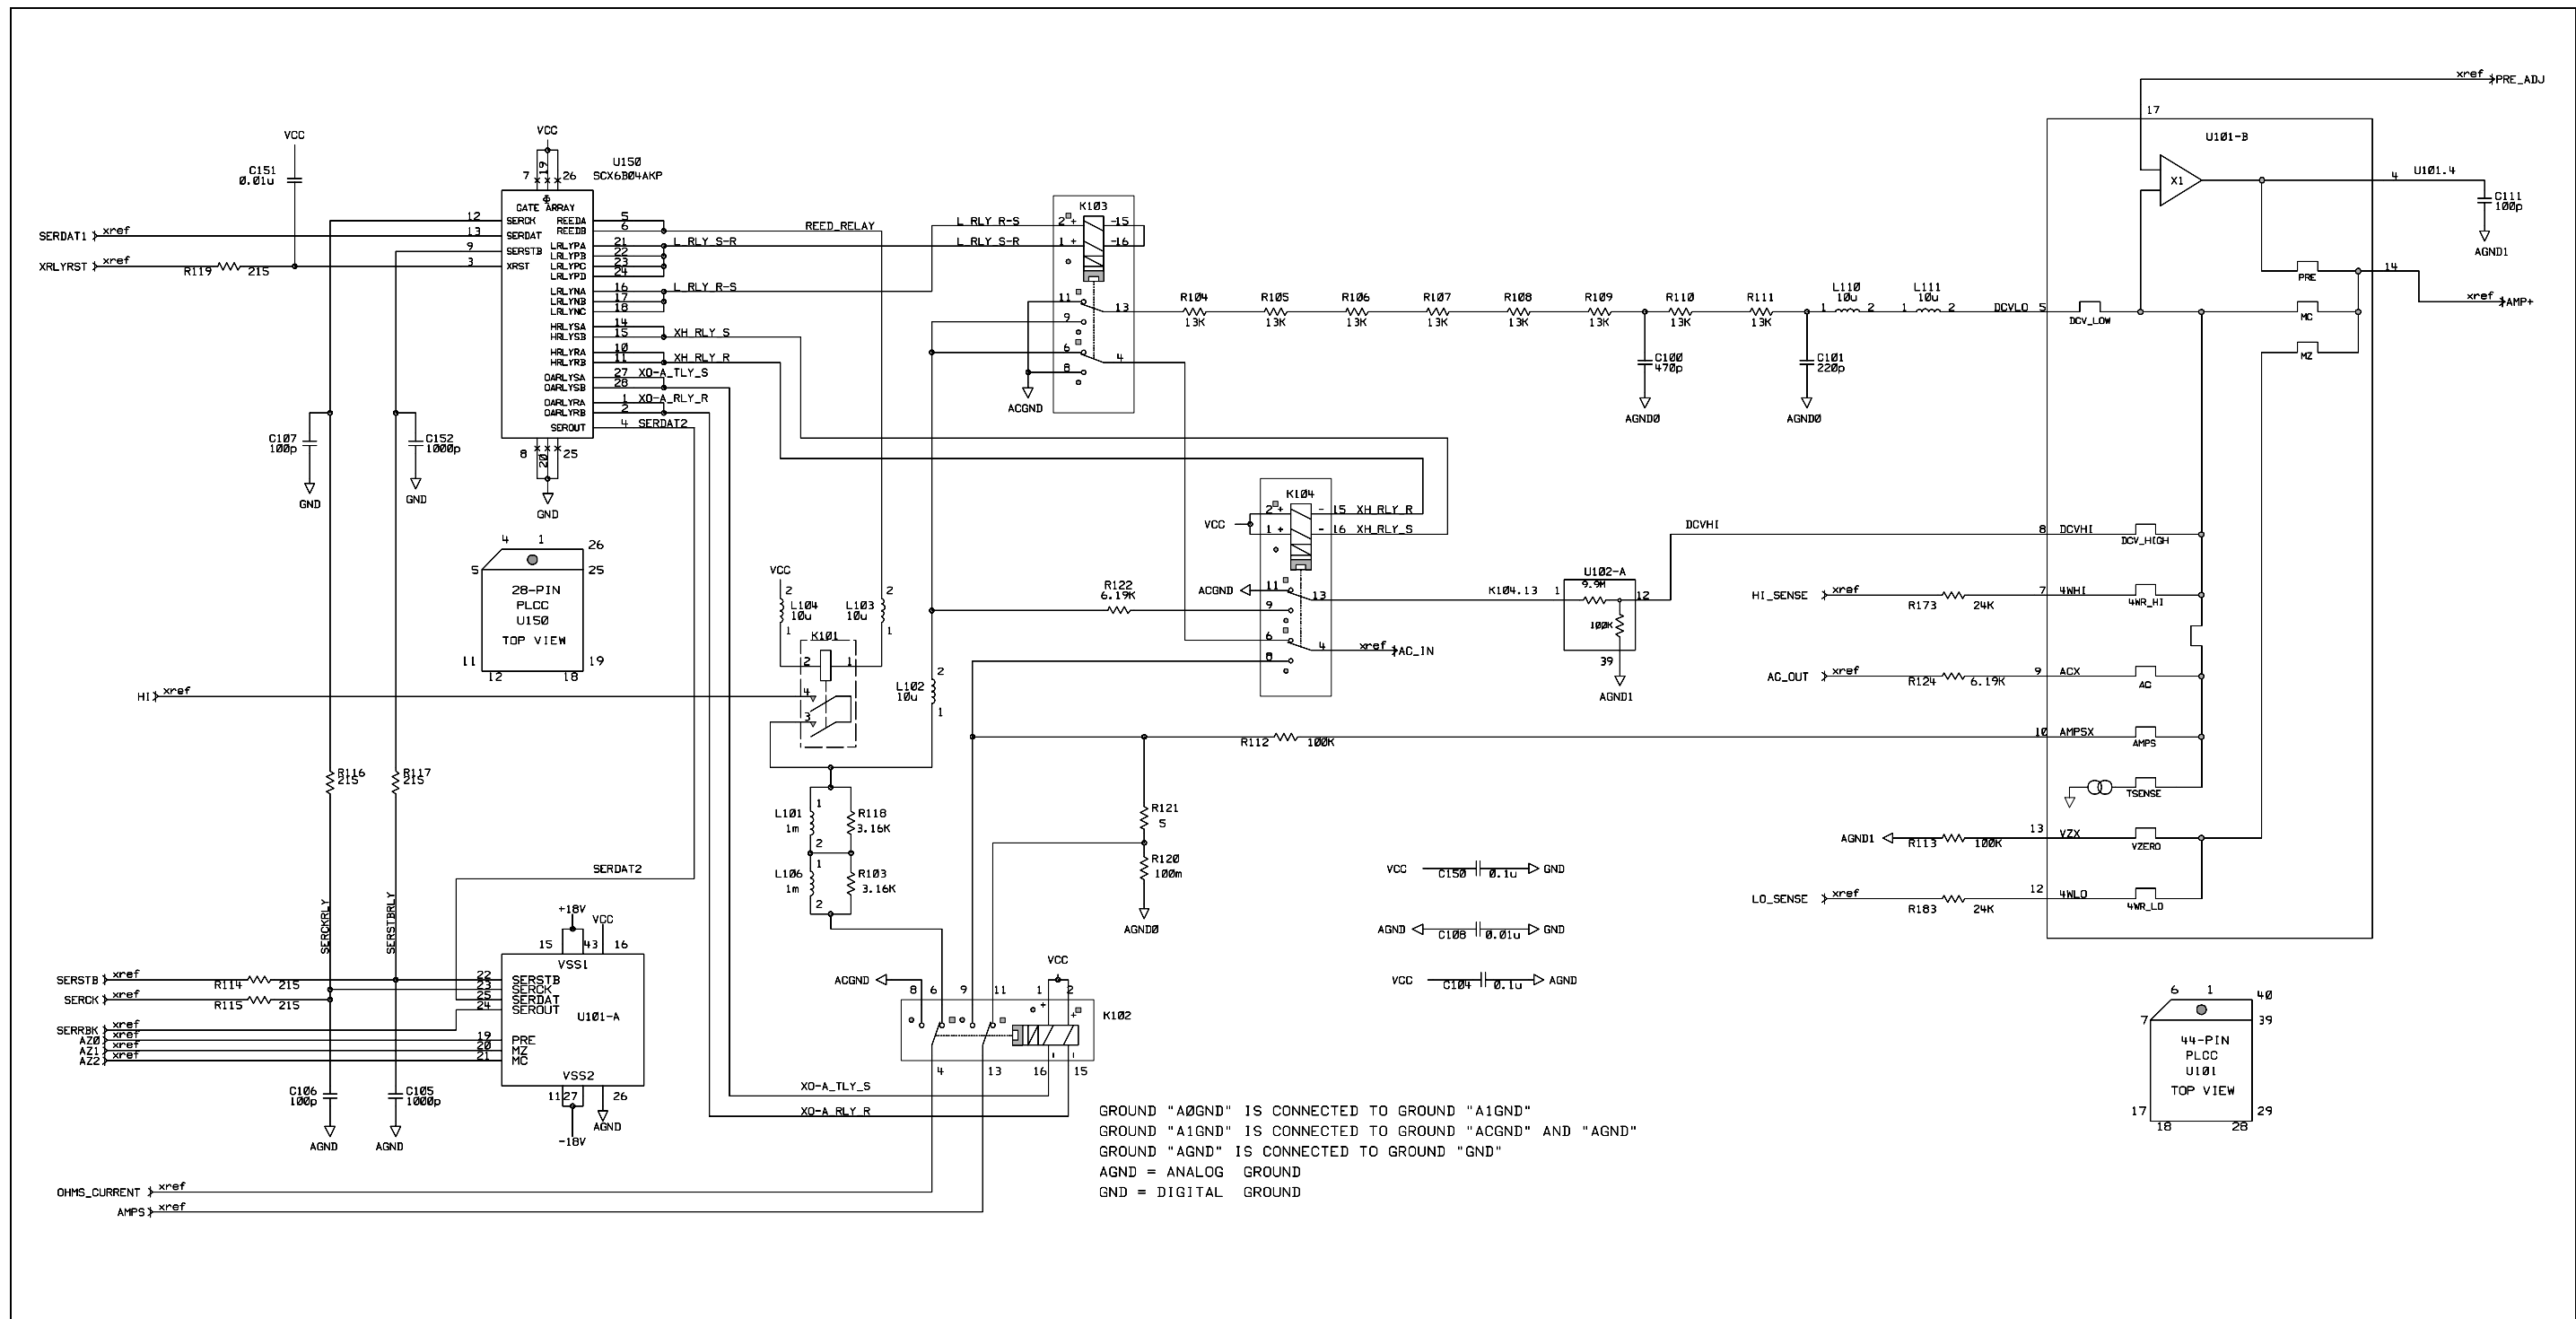 xref PRE_ADJ
17
U101-B
VCC
C151
0.01u
VCC
7 19 26
U150
SCX6B04AKP
GATE ARRAY
12 SERCK
13 SERDAT
9 SERSTB
3 XRST
REEDA 5
REEDB 6
LRLYPA 21
LRLYPB 22
LRLYPC 23
LRLYPD 24
LRLYNA 16
LRLYNB 17
LRLYNC 18
HRLYSA 14
HRLYSB 15
HRLYRA 10
HRLYRB 11
OARLYSA 27
OARLYSB 28
OARLYRA 1
OARLYRB 2
SEROUT 4
8 20 25
GND
SERDAT1 xref
XRLYRST xref
R119 215
REED_RELAY
L_RLY_S-R
L_RLY_R-S
XH_RLY_S
XH_RLY_R
XO-A_TLY_S
XO-A_RLY_R
SERDAT2
C107
100p
GND
C152
1000p
GND
K103
L_RLY_R-S 2 + -15
L_RLY_S-R 1 + -16
11 13
9
6 4
8
ACGND
R104
13K
R105
13K
R106
13K
R107
13K
R108
13K
R109
13K
R110
13K
R111
13K
L110
10u
1 2
L111
10u
1 2
C100
470p
AGND0
C101
220p
AGND0
DCVLO 5
DCV_LOW
X1
4 U101.4
C111
100p
AGND1
PRE
14
MC
xref AMP+
MZ
K104
VCC
2 + - 15 XH_RLY_R
1 + - 16 XH_RLY_S
ACGND 11 13
9
6 4
8
xref AC_IN
R122
6.19K
K104.13 1
U102-A
9.9M
12
100K
39
AGND1
DCVHI
8 DCVHI
DCV_HIGH
HI_SENSE xref
R173 24K
7 4WHI
4WR_HI
AC_OUT xref
R124 6.19K
9 ACX
AC
10 AMPSX
AMPS
TSENSE
AGND1
R113 100K
13 VZX
VZERO
LO_SENSE xref
R183 24K
12 4WLO
4WR_LO
4 1 26
5 25
28-PIN
PLCC
U150
TOP VIEW
11 19
12 18
VCC
2
L104
10u
1
2
L103
10u
1
K101
2 1
4
3
HI xref
L102
10u
2
1
R112 100K
R116
215
R117
215
L101
1m
1
2
R118
3.16K
L106
1m
1
2
R103
3.16K
R121
5
R120
100m
AGND0
VCC C150 0.1u GND
AGND C108 0.01u GND
VCC C104 0.1u AGND
SERDAT2
SERCKRLY
SERSTBRLY
+18V
VCC
15 43 16
VSS1
SERSTB xref
R114 215
SERCK xref
R115 215
SERRBK xref
AZ0 xref
AZ1 xref
AZ2 xref
22 SERSTB
23 SERCK
25 SERDAT
24 SEROUT
U101-A
19 PRE
20 MZ
21 MC
VSS2
11 27 26
-18V
AGND
C106
100p
AGND
C105
1000p
AGND
ACGND
8 6 9 11 1 2
VCC
K102
4 13 16 15
XO-A_TLY_S
XO-A_RLY_R
OHMS_CURRENT xref
AMPS xref
GROUND "A0GND" IS CONNECTED TO GROUND "A1GND"
GROUND "A1GND" IS CONNECTED TO GROUND "ACGND" AND "AGND"
GROUND "AGND" IS CONNECTED TO GROUND "GND"
AGND = ANALOG GROUND
GND = DIGITAL GROUND
6 1 40
7 39
44-PIN
PLCC
U101
TOP VIEW
17 29
18 28